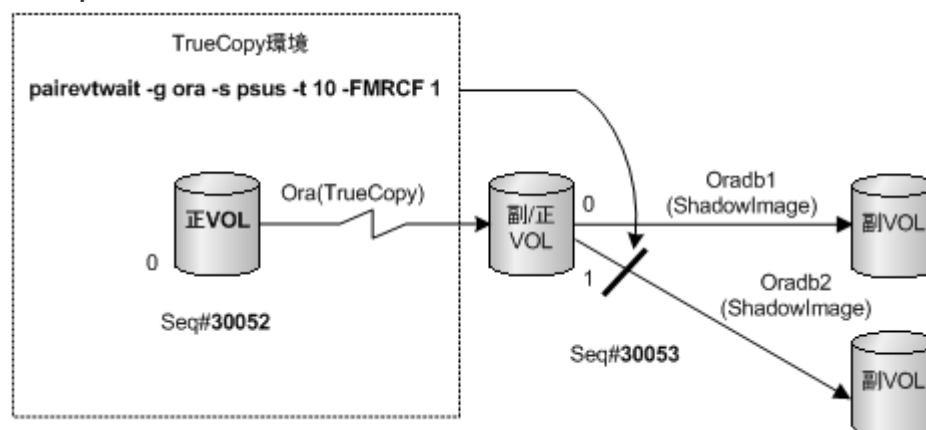 TrueCopy環境
pairevtwait -g ora -s psus -t 10 -FMRCF 1
Ora(TrueCopy)
正VOL
0
Seq#30052
副/正
VOL
0
1
Seq#30053
Oradb1
(ShadowImage)
副VOL
Oradb2
(ShadowImage)
副VOL